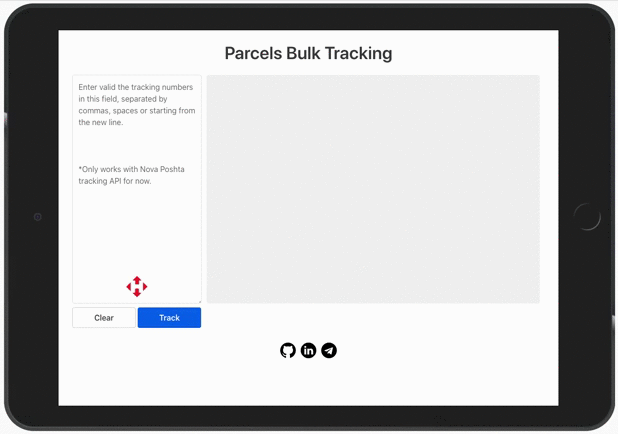 Parcels Bulk Tracking
Enter valid the tracking numbers
in this field, separated by
commas, spaces or starting from
the new line.
*Only works with Nova Poshta
tracking API for now.
Clear
Track
in